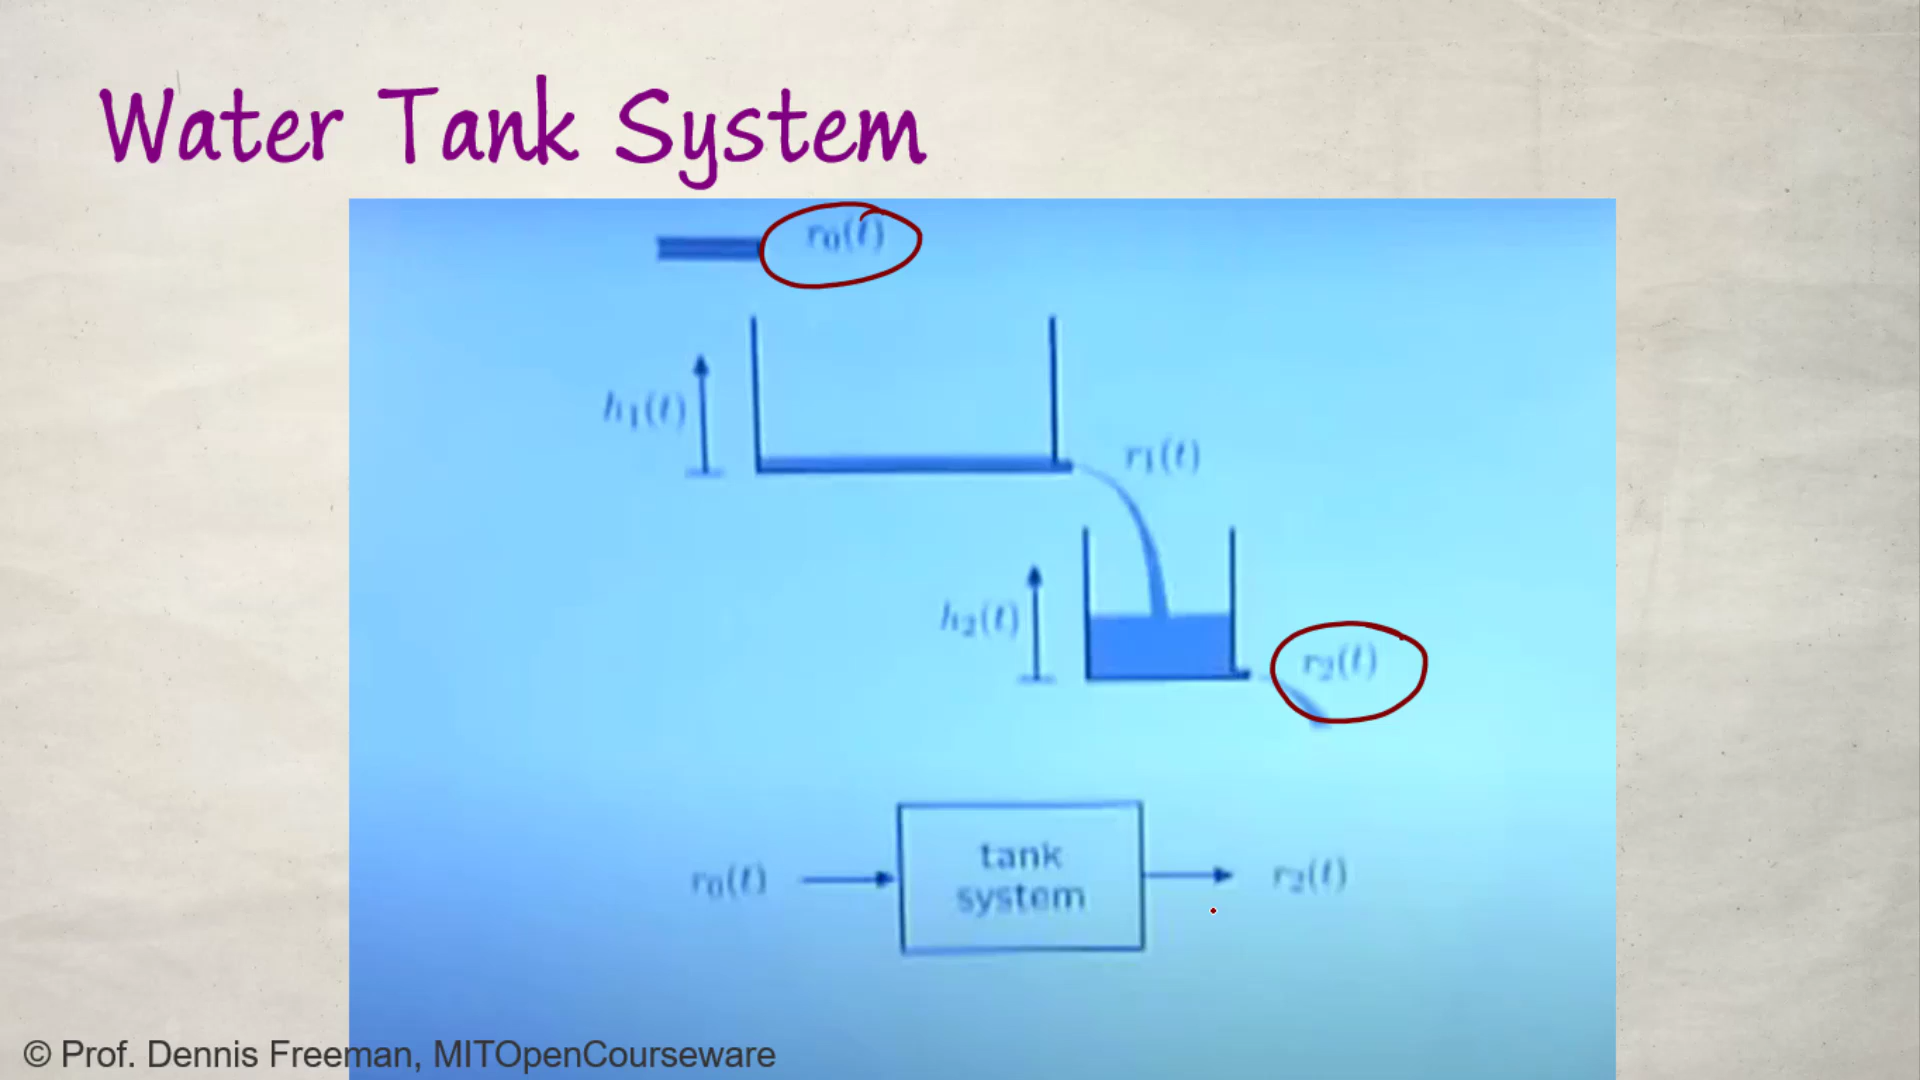 Water Tank System
r0(t)
h1(t)
r1(t)
h2(t)
r2(t)
tank
system
r0(t)
r2(t)
© Prof. Dennis Freeman, MITOpenCourseware